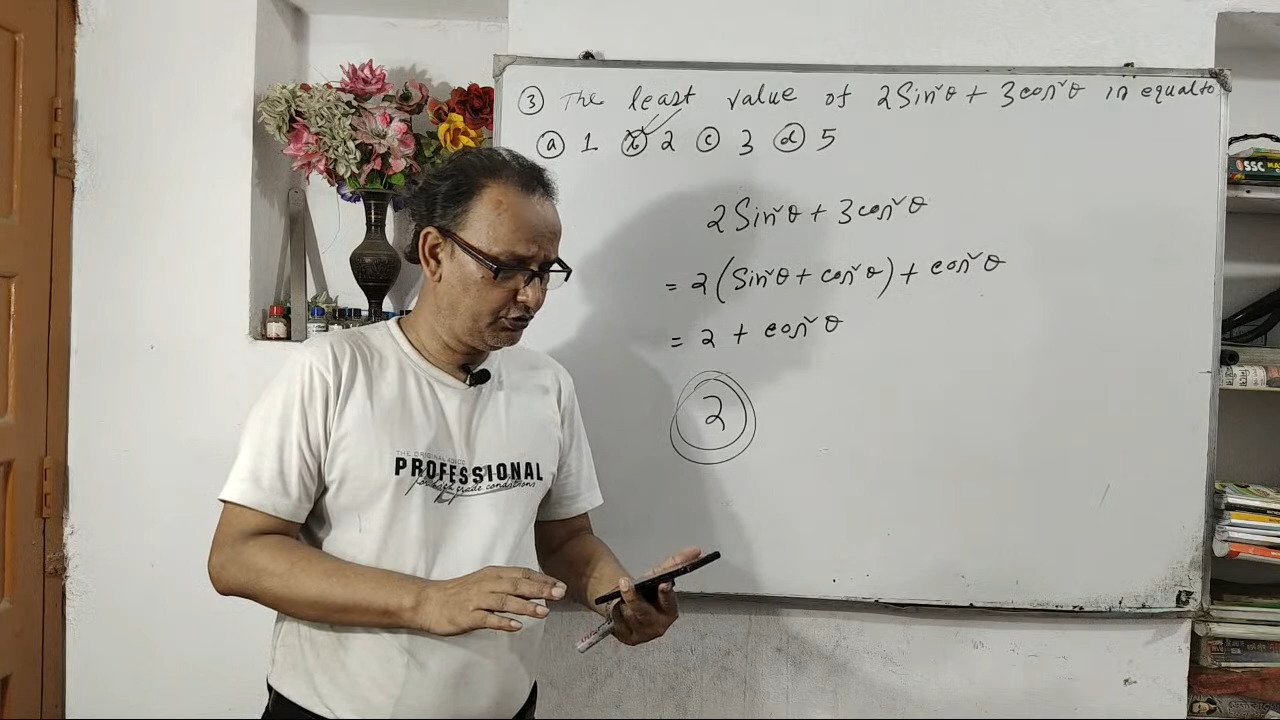 ③ The least value of 2Sin²θ + 3cos²θ is equal to
ⓐ 1 ⓑ 2 ⓒ 3 ⓓ 5
2Sin²θ + 3cos²θ
= 2(Sin²θ + cos²θ) + cos²θ
= 2 + cos²θ
2
PROFESSIONAL
SSC